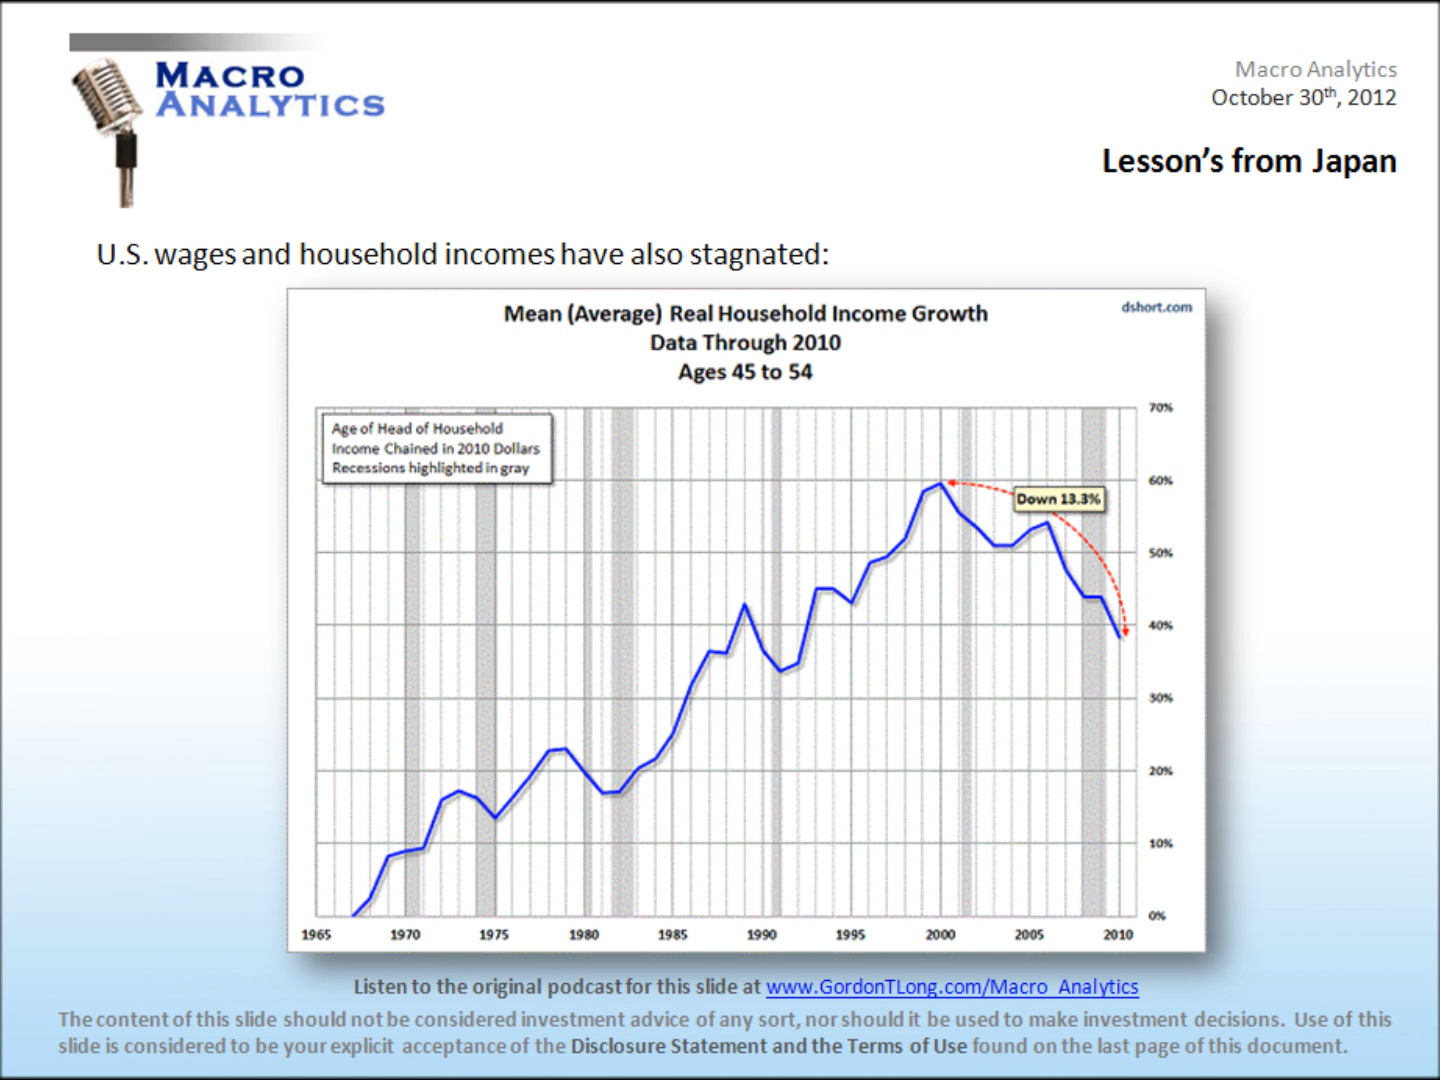 MACRO
ANALYTICS
Macro Analytics
October 30th, 2012
Lesson's from Japan
U.S. wages and household incomes have also stagnated:
Mean (Average) Real Household Income Growth
dshort.com
Data Through 2010
Ages 45 to 54
Age of Head of Household
Income Chained in 2010 Dollars
Recessions highlighted in gray
70%
60%
Down 13.3%
50%
40%
30%
20%
10%
0%
1965 1970 1975 1980 1985 1990 1995 2000 2005 2010
Listen to the original podcast for this slide at www.GordonTLong.com/Macro_Analytics
The content of this slide should not be considered investment advice of any sort, nor should it be used to make investment decisions. Use of this
slide is considered to be your explicit acceptance of the Disclosure Statement and the Terms of Use found on the last page of this document.